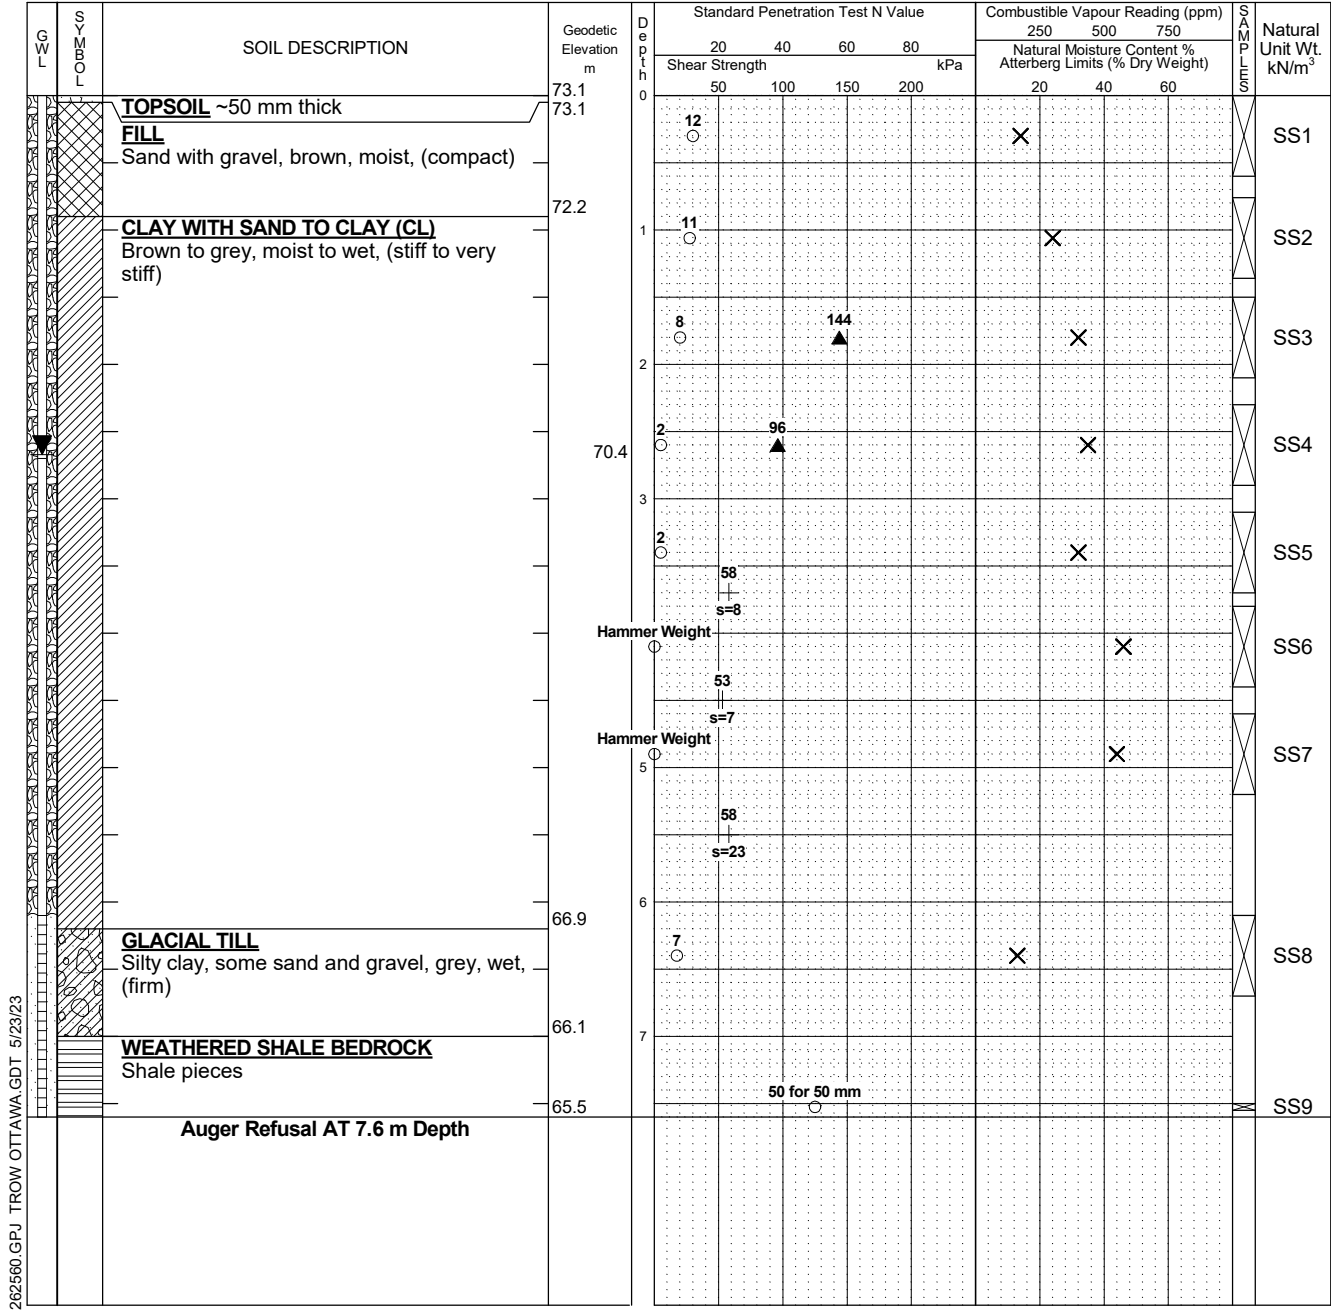 GWL
SYMBOL
SOIL DESCRIPTION
Geodetic
Elevation
m
Depth
Standard Penetration Test N Value
20 40 60 80
Shear Strength kPa
50 100 150 200
Combustible Vapour Reading (ppm)
250 500 750
Natural Moisture Content %
Atterberg Limits (% Dry Weight)
20 40 60
SAMPLES
Natural
Unit Wt.
kN/m³
73.1
0
TOPSOIL ~50 mm thick
73.1
FILL
12
SS1
Sand with gravel, brown, moist, (compact)
72.2
CLAY WITH SAND TO CLAY (CL)
11
1
SS2
Brown to grey, moist to wet, (stiff to very
stiff)
8
144
SS3
2
2
96
70.4
SS4
3
2
SS5
58
s=8
Hammer Weight
SS6
53
s=7
Hammer Weight
SS7
5
58
s=23
6
66.9
GLACIAL TILL
7
Silty clay, some sand and gravel, grey, wet,
SS8
(firm)
66.1
7
WEATHERED SHALE BEDROCK
Shale pieces
50 for 50 mm
65.5
SS9
Auger Refusal AT 7.6 m Depth
262560.GPJ TROW OTTAWA.GDT 5/23/23